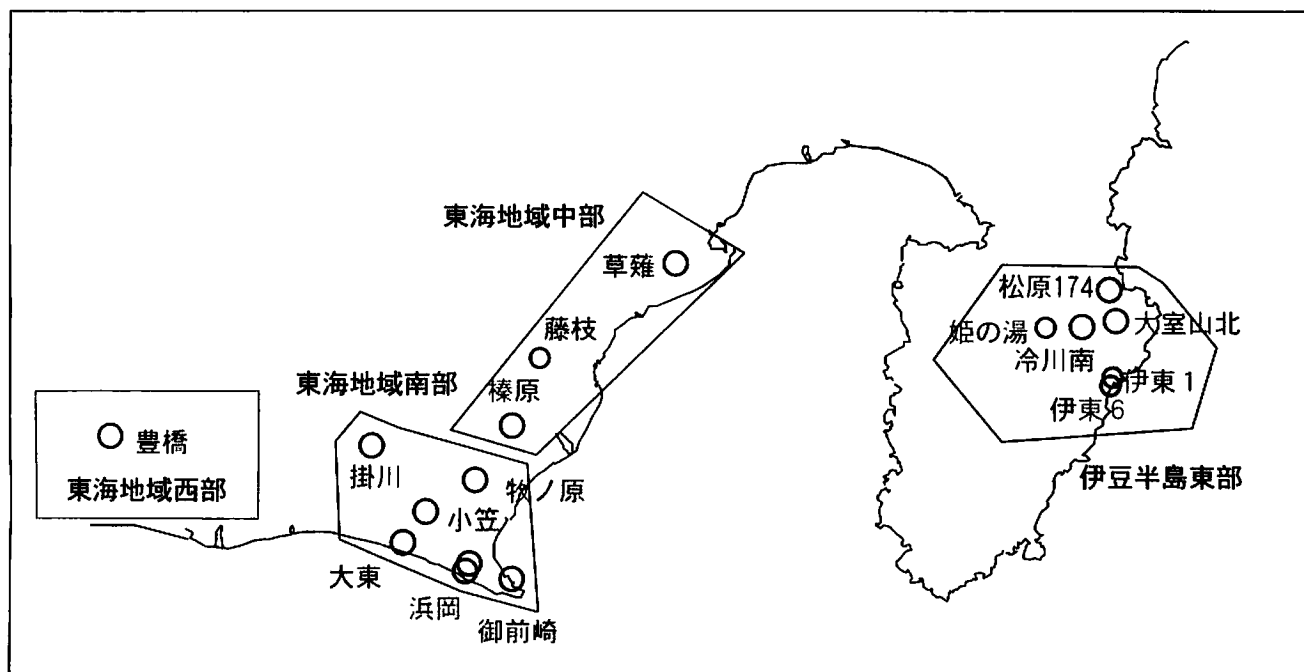 東海地域中部
草薙
藤枝
榛原
東海地域南部
掛川
牧ノ原
小笠
大東
浜岡
御前崎
豊橋
東海地域西部
松原174
姫の湯
大室山北
冷川南
伊東1
伊東6
伊豆半島東部